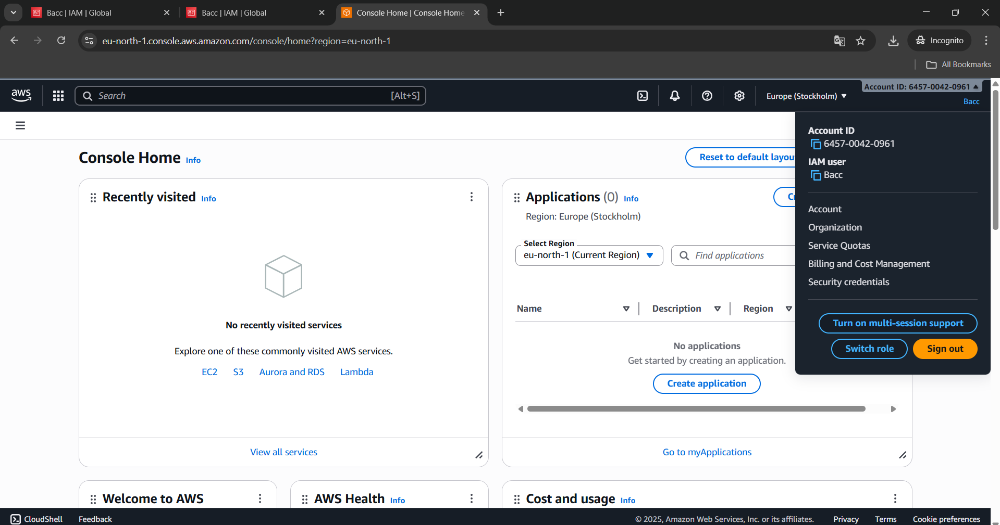 Bacc | IAM | Global
Bacc | IAM | Global
Console Home | Console Home
eu-north-1.console.aws.amazon.com/console/home?region=eu-north-1
Incognito
All Bookmarks
aws
Search
[Alt+S]
Europe (Stockholm)
Account ID: 6457-0042-0961
Bacc
Account ID
6457-0042-0961
IAM user
Bacc
Account
Organization
Service Quotas
Billing and Cost Management
Security credentials
Turn on multi-session support
Switch role
Sign out
Console Home Info
Reset to default layou
Recently visited Info
No recently visited services
Explore one of these commonly visited AWS services.
EC2 S3 Aurora and RDS Lambda
View all services
Applications (0) Info
Region: Europe (Stockholm)
Select Region
eu-north-1 (Current Region)
Find applications
Name Description Region
No applications
Get started by creating an application.
Create application
Go to myApplications
Welcome to AWS
AWS Health Info
Cost and usage Info
CloudShell Feedback
© 2025, Amazon Web Services, Inc. or its affiliates. Privacy Terms Cookie preferences